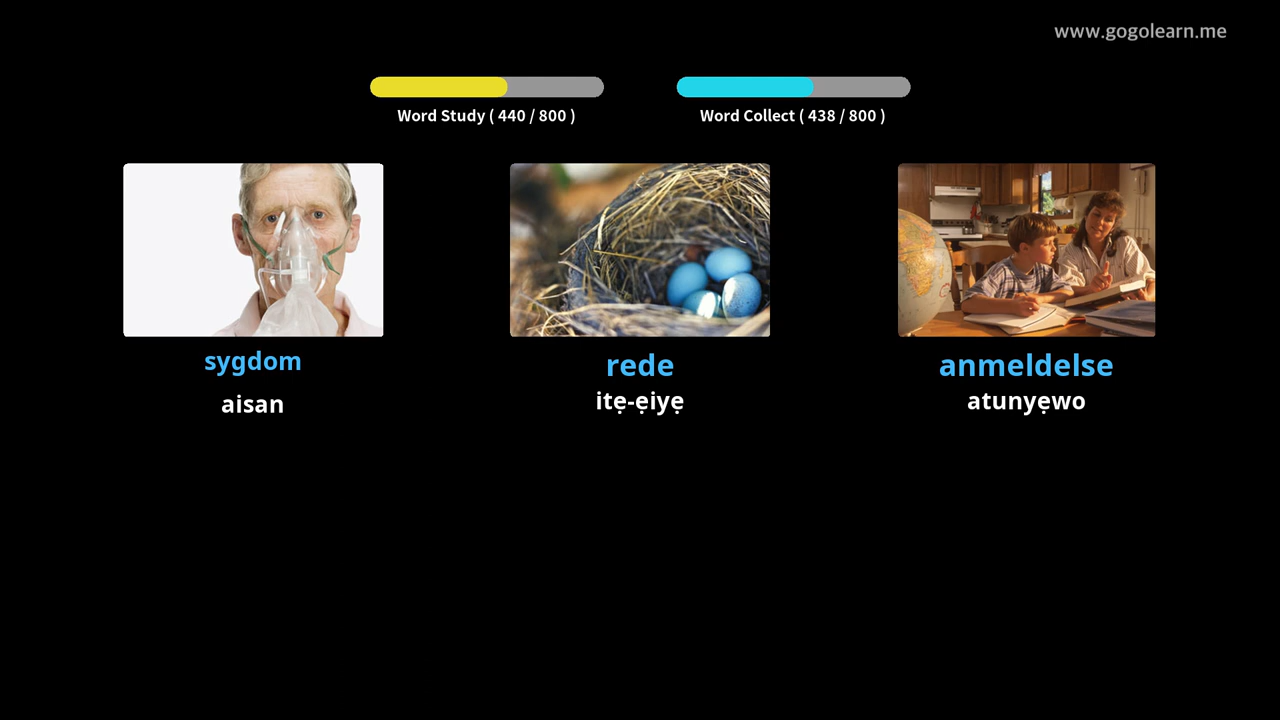 www.gogolearn.me
Word Study ( 440 / 800 )
Word Collect ( 438 / 800 )
sygdom
aisan
rede
itẹ-ẹiyẹ
anmeldelse
atunyẹwo